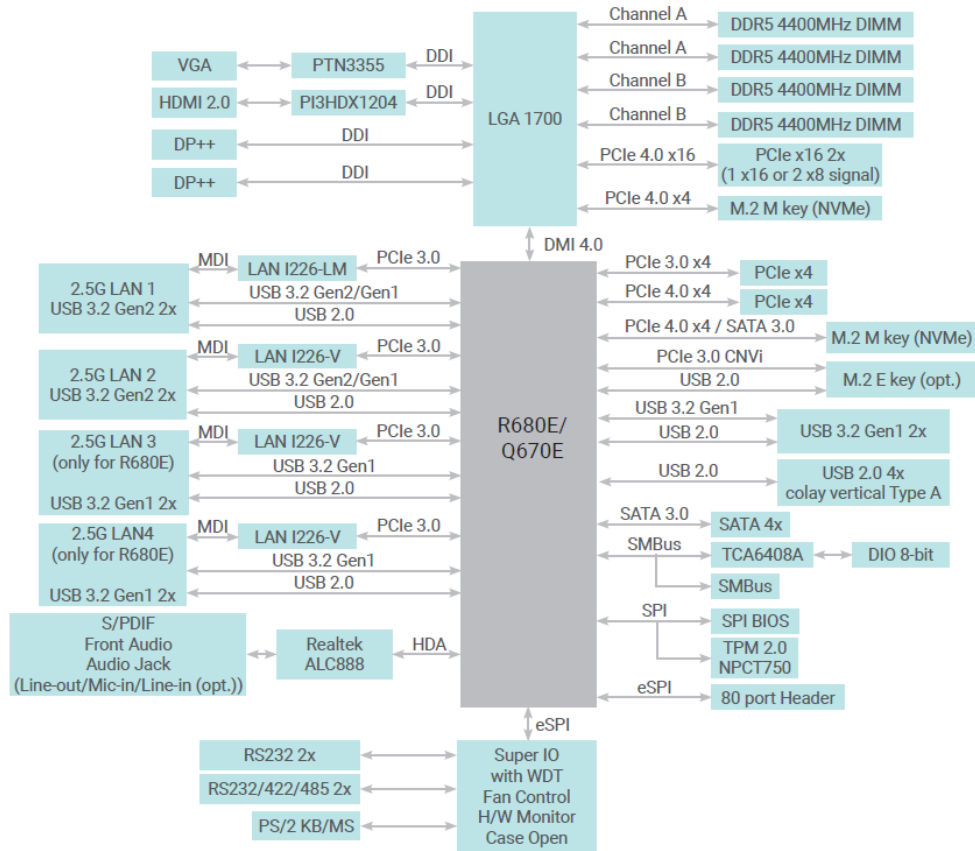 Channel A
DDR5 4400MHz DIMM
Channel A
DDR5 4400MHz DIMM
Channel B
DDR5 4400MHz DIMM
Channel B
DDR5 4400MHz DIMM
VGA
PTN3355
DDI
HDMI 2.0
PI3HDX1204
DDI
DP++
DDI
DP++
DDI
LGA 1700
PCIe 4.0 x16
PCIe x16 2x
(1 x16 or 2 x8 signal)
PCIe 4.0 x4
M.2 M key (NVMe)
DMI 4.0
2.5G LAN 1
USB 3.2 Gen2 2x
MDI
LAN I226-LM
PCIe 3.0
USB 3.2 Gen2/Gen1
USB 2.0
2.5G LAN 2
USB 3.2 Gen2 2x
MDI
LAN I226-V
PCIe 3.0
USB 3.2 Gen2/Gen1
USB 2.0
2.5G LAN 3
(only for R680E)
USB 3.2 Gen1 2x
MDI
LAN I226-V
PCIe 3.0
USB 3.2 Gen1
USB 2.0
2.5G LAN4
(only for R680E)
USB 3.2 Gen1 2x
MDI
LAN I226-V
PCIe 3.0
USB 3.2 Gen1
USB 2.0
S/PDIF
Front Audio
Audio Jack
(Line-out/Mic-in/Line-in (opt.))
Realtek
ALC888
HDA
R680E/
Q670E
PCIe 3.0 x4
PCIe x4
PCIe 4.0 x4
PCIe x4
PCIe 4.0 x4 / SATA 3.0
M.2 M key (NVMe)
PCIe 3.0 CNVi
USB 2.0
M.2 E key (opt.)
USB 3.2 Gen1
USB 2.0
USB 3.2 Gen1 2x
USB 2.0
USB 2.0 4x
colay vertical Type A
SATA 3.0
SATA 4x
SMBus
TCA6408A
DIO 8-bit
SMBus
SPI
SPI BIOS
TPM 2.0
NPCT750
eSPI
80 port Header
eSPI
RS232 2x
RS232/422/485 2x
PS/2 KB/MS
Super IO
with WDT
Fan Control
H/W Monitor
Case Open